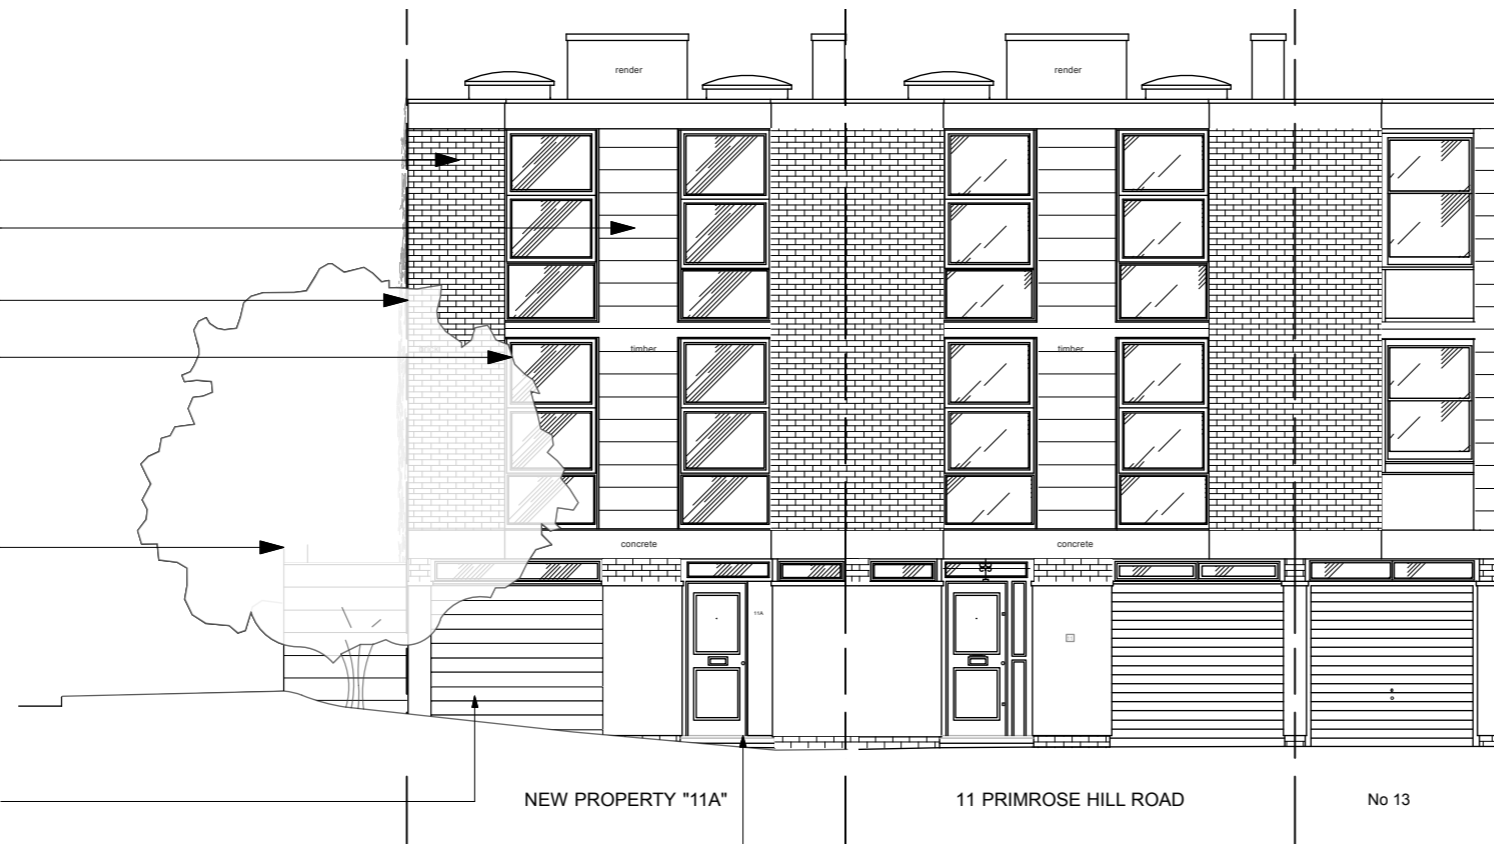 render
render
timber
timber
concrete
concrete
11A
NEW PROPERTY "11A"
11 PRIMROSE HILL ROAD
No 13